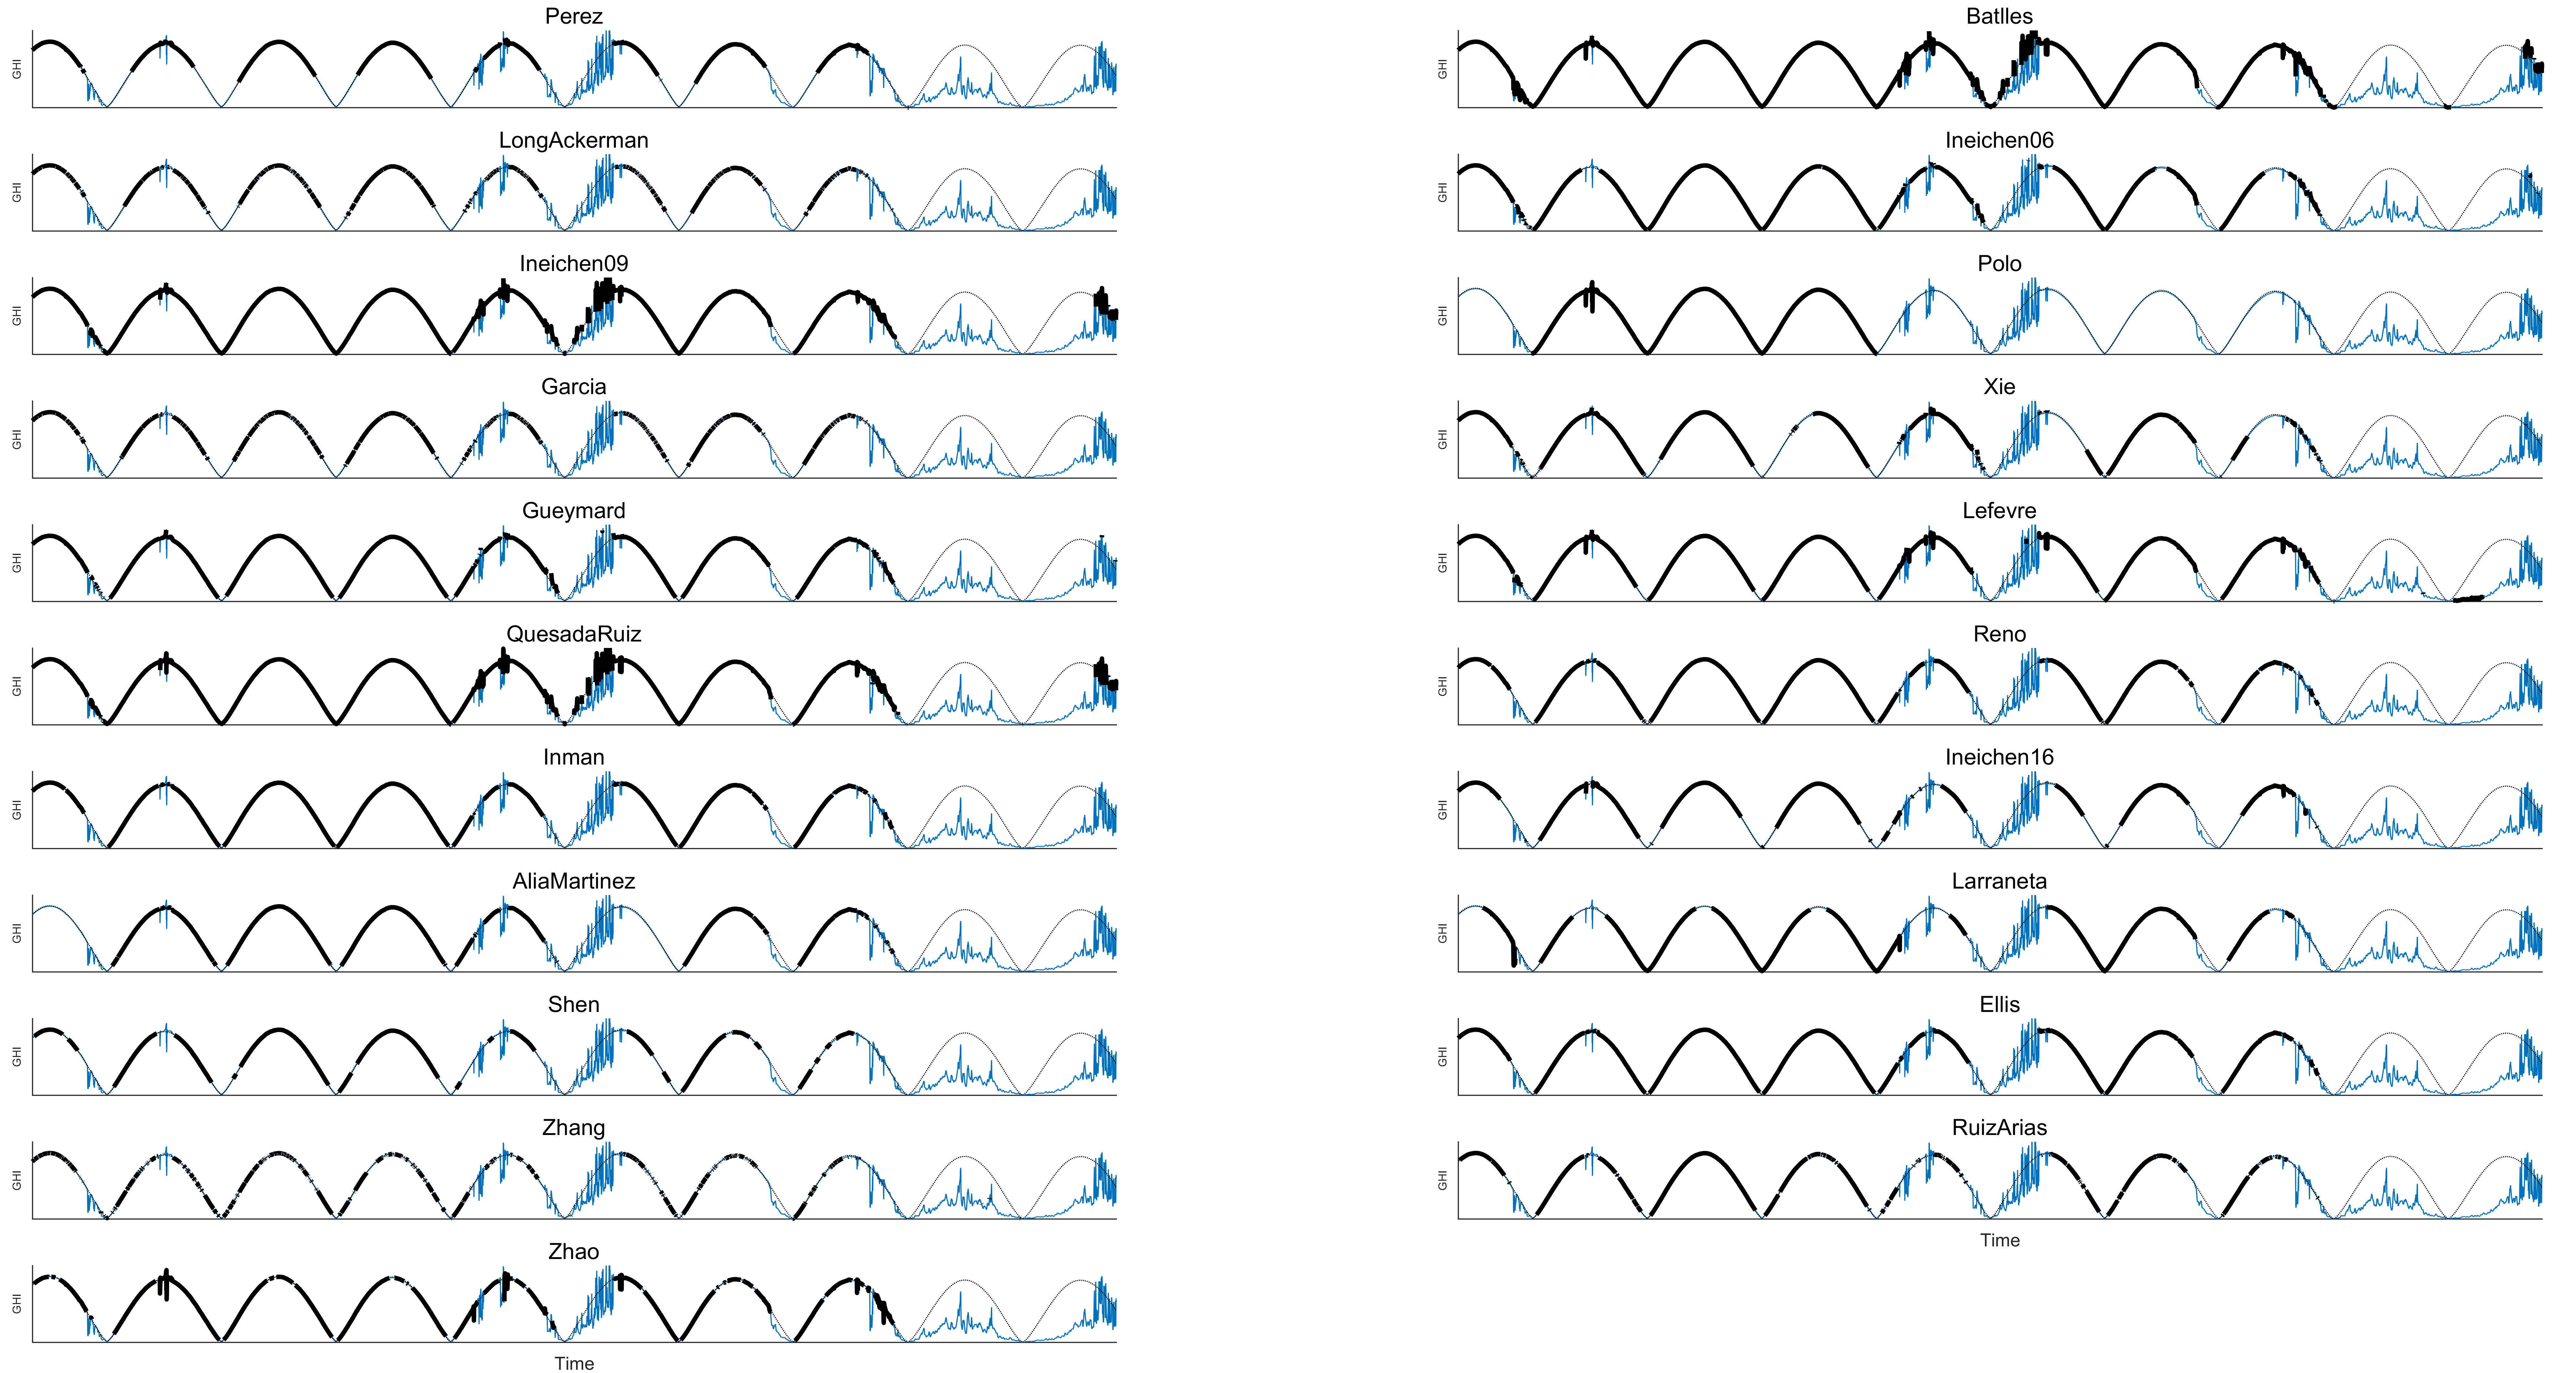 Perez
GHI
Batlles
GHI
LongAckerman
GHI
Ineichen06
GHI
Ineichen09
GHI
Polo
GHI
Garcia
GHI
Xie
GHI
Gueymard
GHI
Lefevre
GHI
QuesadaRuiz
GHI
Reno
GHI
Inman
GHI
Ineichen16
GHI
AliaMartinez
GHI
Larraneta
GHI
Shen
GHI
Ellis
GHI
Zhang
GHI
RuizArias
GHI
Time
Zhao
GHI
Time